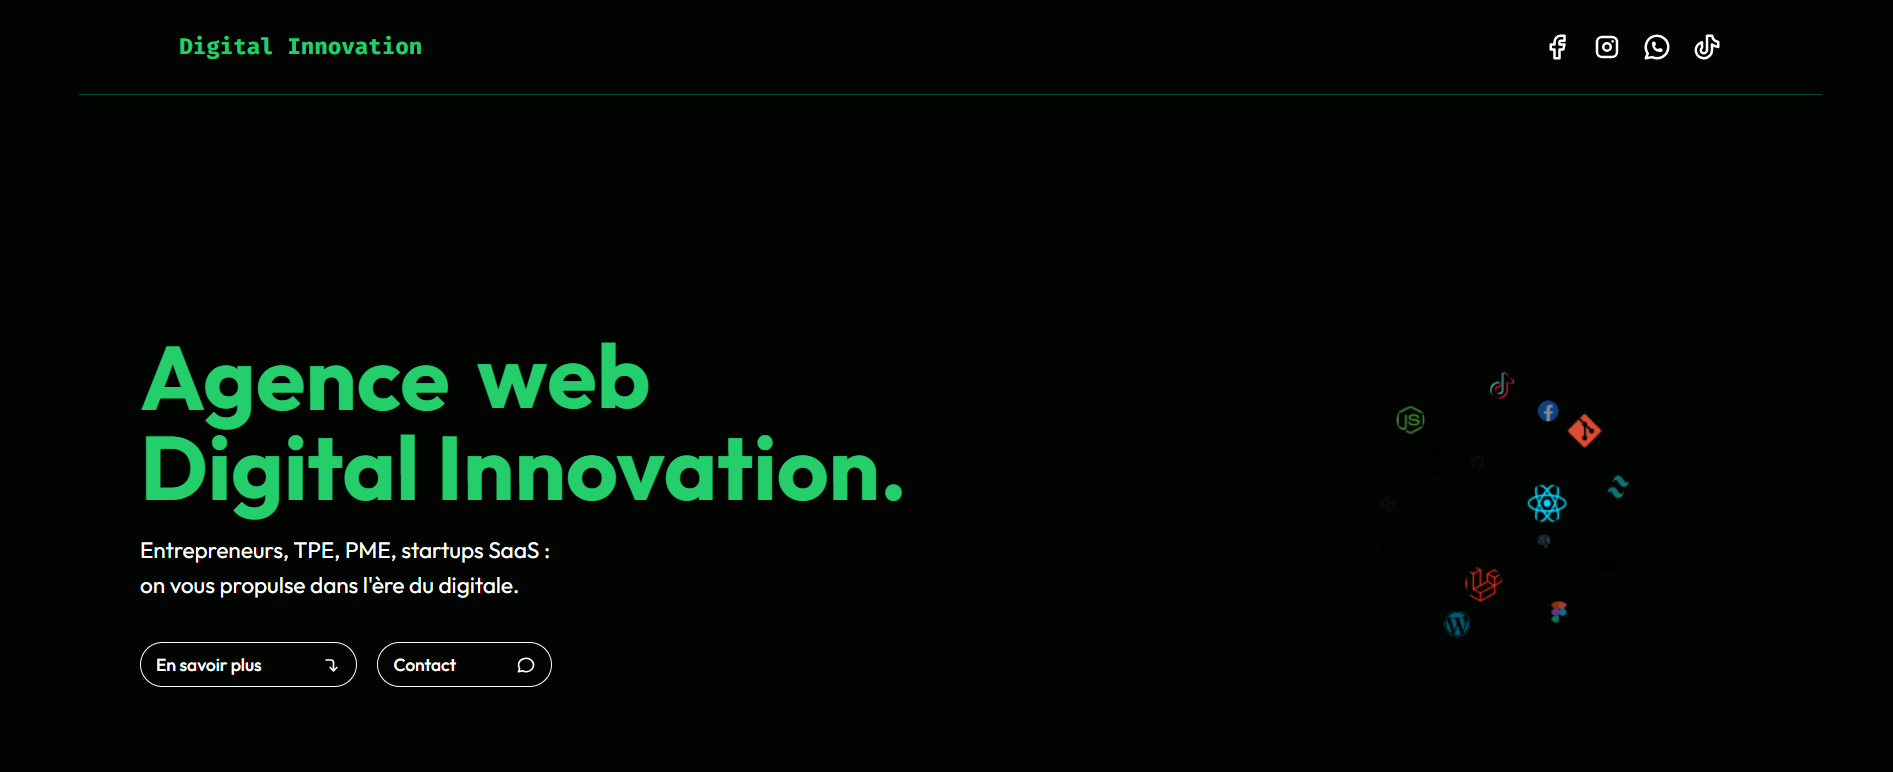 Digital Innovation
Agence web
Digital Innovation.
Entrepreneurs, TPE, PME, startups SaaS :
on vous propulse dans l'ère du digitale.
En savoir plus
Contact